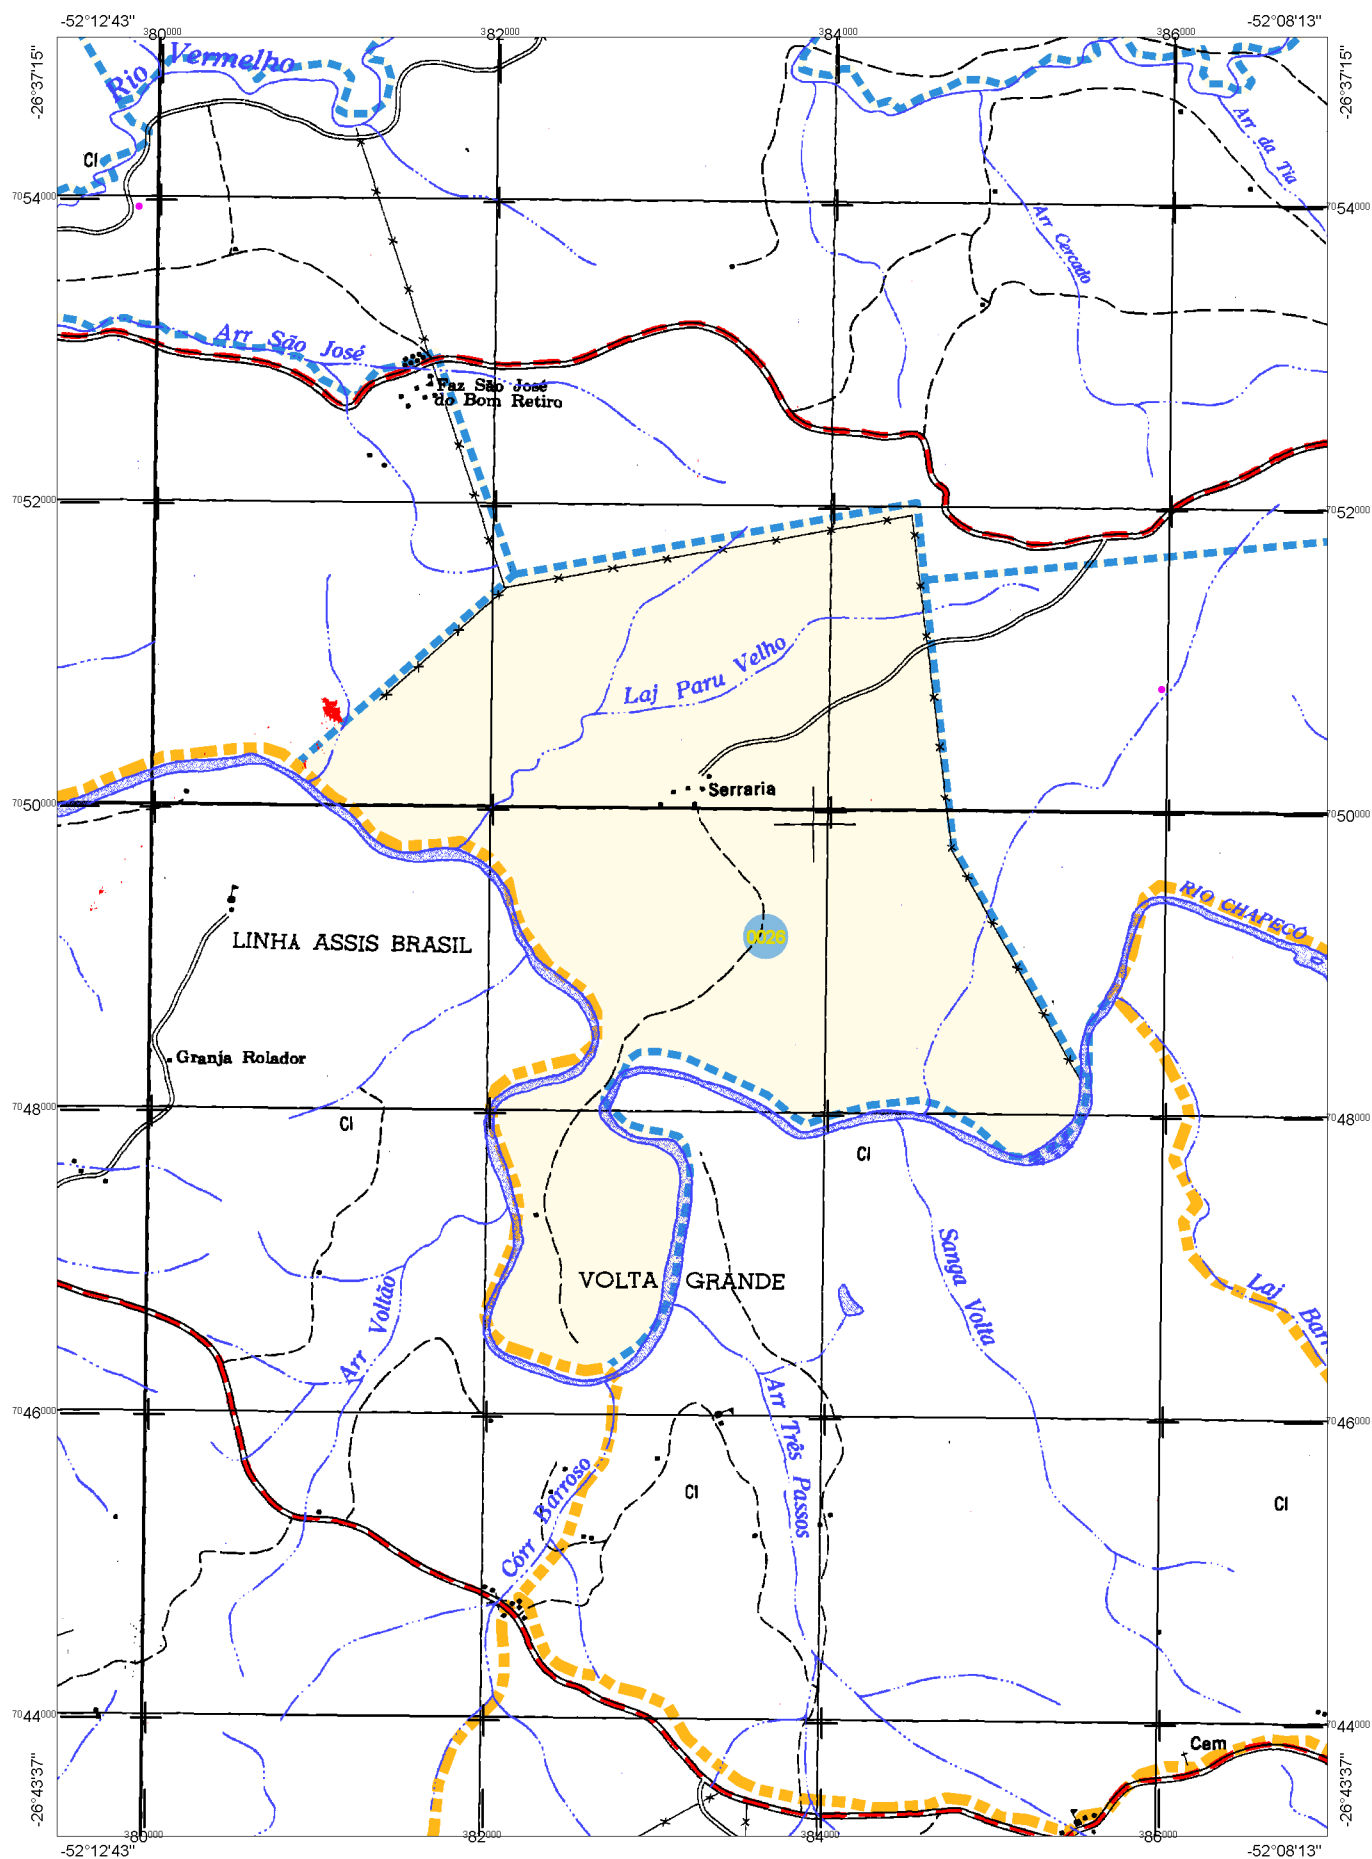 -52°12'43"
-52°08'13"
380000
382000
384000
386000
-26°37'15"
-26°37'15"
Rio Vermelho
CI
Arr da Tia
7054000
7054000
Arr Cercado
Arr São José
Faz São José
do Bom Retiro
7052000
7052000
Laj Paru Velho
Serraria
7050000
7050000
RIO CHAPECÓ
LINHA ASSIS BRASIL
0026
Granja Rolador
7048000
7048000
CI
CI
Sanga Volta
VOLTA GRANDE
Arr Voltão
Laj Barr
Arr Três Passos
7046000
7046000
Córr Barroso
CI
CI
7044000
7044000
Cem
-26°43'37"
-26°43'37"
380000
382000
384000
386000
-52°12'43"
-52°08'13"